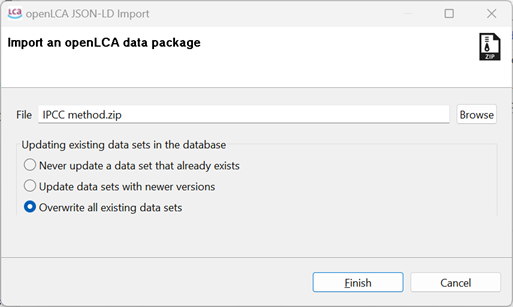 LCA openLCA JSON-LD Import
Import an openLCA data package
ZIP
File IPCC method.zip Browse
Updating existing data sets in the database
Never update a data set that already exists
Update data sets with newer versions
Overwrite all existing data sets
Finish Cancel